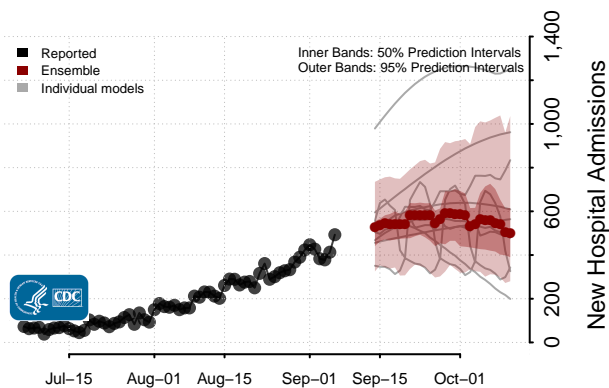 Reported
Ensemble
Individual models
Inner Bands: 50% Prediction Intervals
Outer Bands: 95% Prediction Intervals
CDC
0
200
600
1,000
1,400
New Hospital Admissions
Jul–15
Aug–01
Aug–15
Sep–01
Sep–15
Oct–01